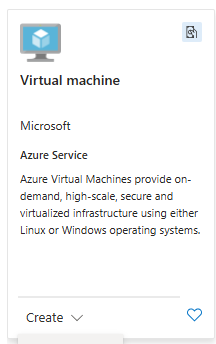 Virtual machine
Microsoft
Azure Service
Azure Virtual Machines provide on-
demand, high-scale, secure and
virtualized infrastructure using either
Linux or Windows operating systems.
Create